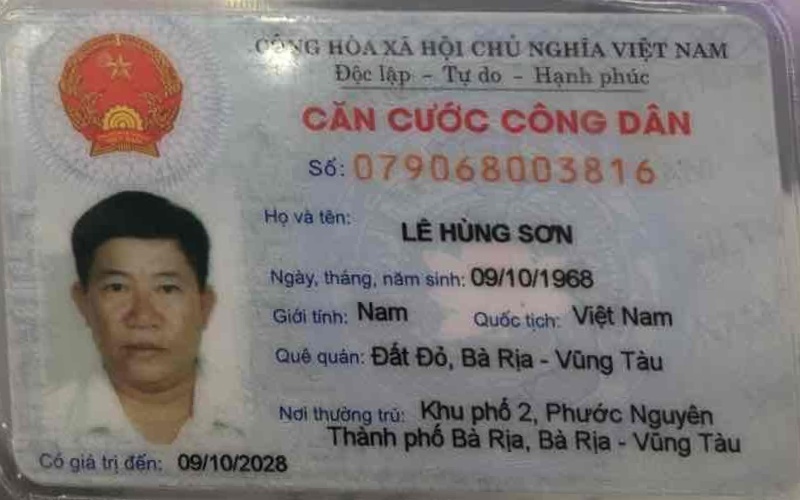 CỘNG HÒA XÃ HỘI CHỦ NGHĨA VIỆT NAM
Độc lập - Tự do - Hạnh phúc
CĂN CƯỚC CÔNG DÂN
Số: 079068003816
Họ và tên: LÊ HÙNG SƠN
Ngày, tháng, năm sinh: 09/10/1968
Giới tính: Nam Quốc tịch: Việt Nam
Quê quán: Đất Đỏ, Bà Rịa - Vũng Tàu
Nơi thường trú: Khu phố 2, Phước Nguyên
Thành phố Bà Rịa, Bà Rịa - Vũng Tàu
Có giá trị đến: 09/10/2028